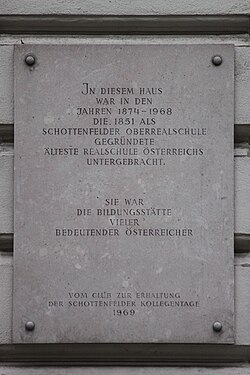 IN DIESEM HAUS
WAR IN DEN
JAHREN 1874-1968
DIE 1851 ALS
SCHOTTENFELDER OBERREALSCHULE
GEGRÜNDETE
ÄLTESTE REALSCHULE ÖSTERREICHS
UNTERGEBRACHT.
SIE WAR
DIE BILDUNGSSTÄTTE
VIELER
BEDEUTENDER ÖSTERREICHER
VOM CLUB ZUR ERHALTUNG
DER SCHOTTENFELDER KOLLEGENTAGE
1969